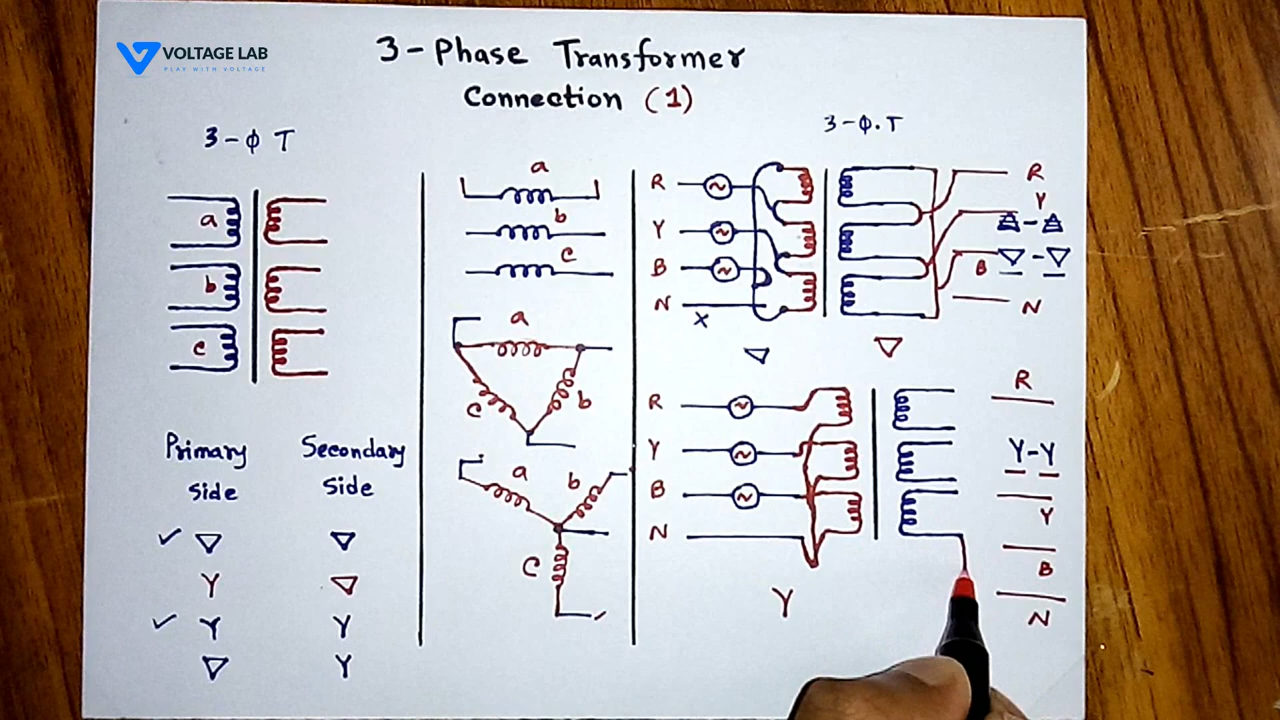 VOLTAGE LAB
PLAY WITH VOLTAGE
3-Phase Transformer
Connection (1)
3-Φ T
a
b
c
Primary Side
Secondary Side
Y
Y
Y
Y
a
b
c
a
b
c
a
b
c
3-Φ.T
R
Y
B
N
X
R
Y
B
N
R
Y
B
N
Y
R
Y-Y
Y
B
N